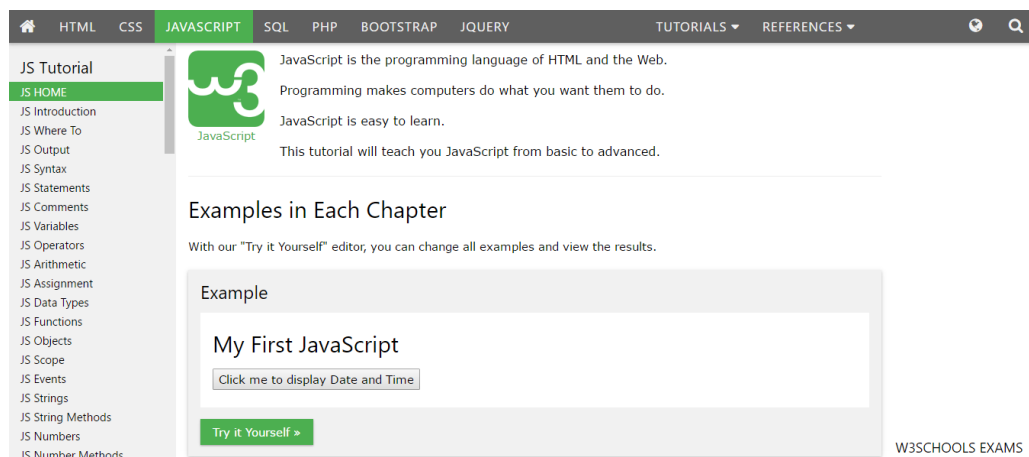 HTML CSS JAVASCRIPT SQL PHP BOOTSTRAP JQUERY TUTORIALS REFERENCES
JS Tutorial
JS HOME
JS Introduction
JS Where To
JS Output
JS Syntax
JS Statements
JS Comments
JS Variables
JS Operators
JS Arithmetic
JS Assignment
JS Data Types
JS Functions
JS Objects
JS Scope
JS Events
JS Strings
JS String Methods
JS Numbers
JS Number Methods
w3
JavaScript
JavaScript is the programming language of HTML and the Web.
Programming makes computers do what you want them to do.
JavaScript is easy to learn.
This tutorial will teach you JavaScript from basic to advanced.
Examples in Each Chapter
With our "Try it Yourself" editor, you can change all examples and view the results.
Example
My First JavaScript
Click me to display Date and Time
Try it Yourself »
W3SCHOOLS EXAMS